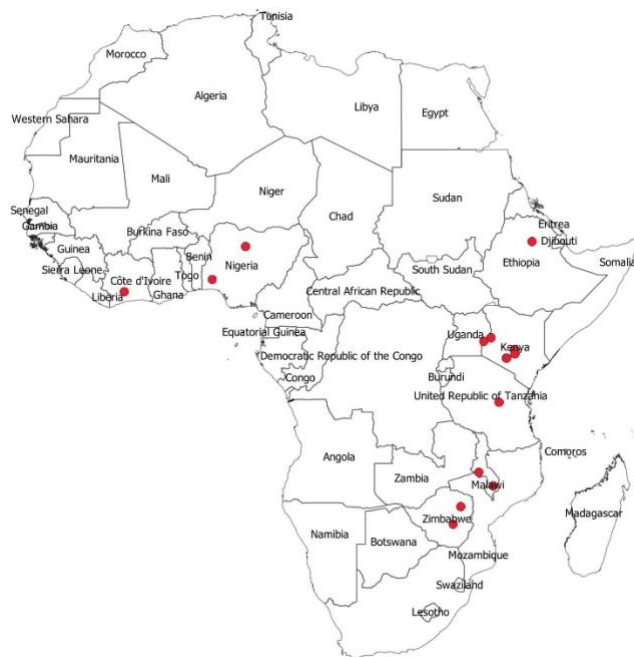 Tunisia
Morocco
Algeria
Libya
Egypt
Western Sahara
Mauritania
Mali
Niger
Chad
Sudan
Senegal
Gambia
Eritrea
Burkina Faso
Djibouti
Guinea
Benin
Nigeria
Ethiopia
Somalia
Sierra Leone
South Sudan
Côte d'Ivoire
Togo
Liberia
Ghana
Central African Republic
Cameroon
Equatorial Guinea
Uganda
Kenya
Democratic Republic of the Congo
Congo
Burundi
United Republic of Tanzania
Comoros
Angola
Zambia
Malawi
Madagascar
Zimbabwe
Namibia
Botswana
Mozambique
Swaziland
Lesotho